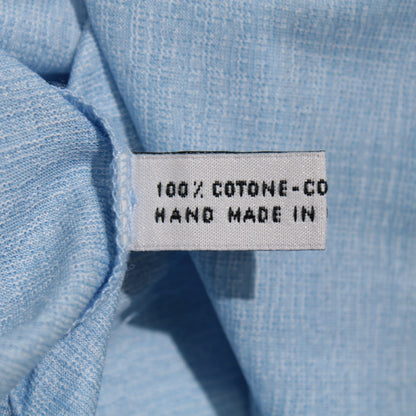 100% COTONE-CO
HAND MADE IN